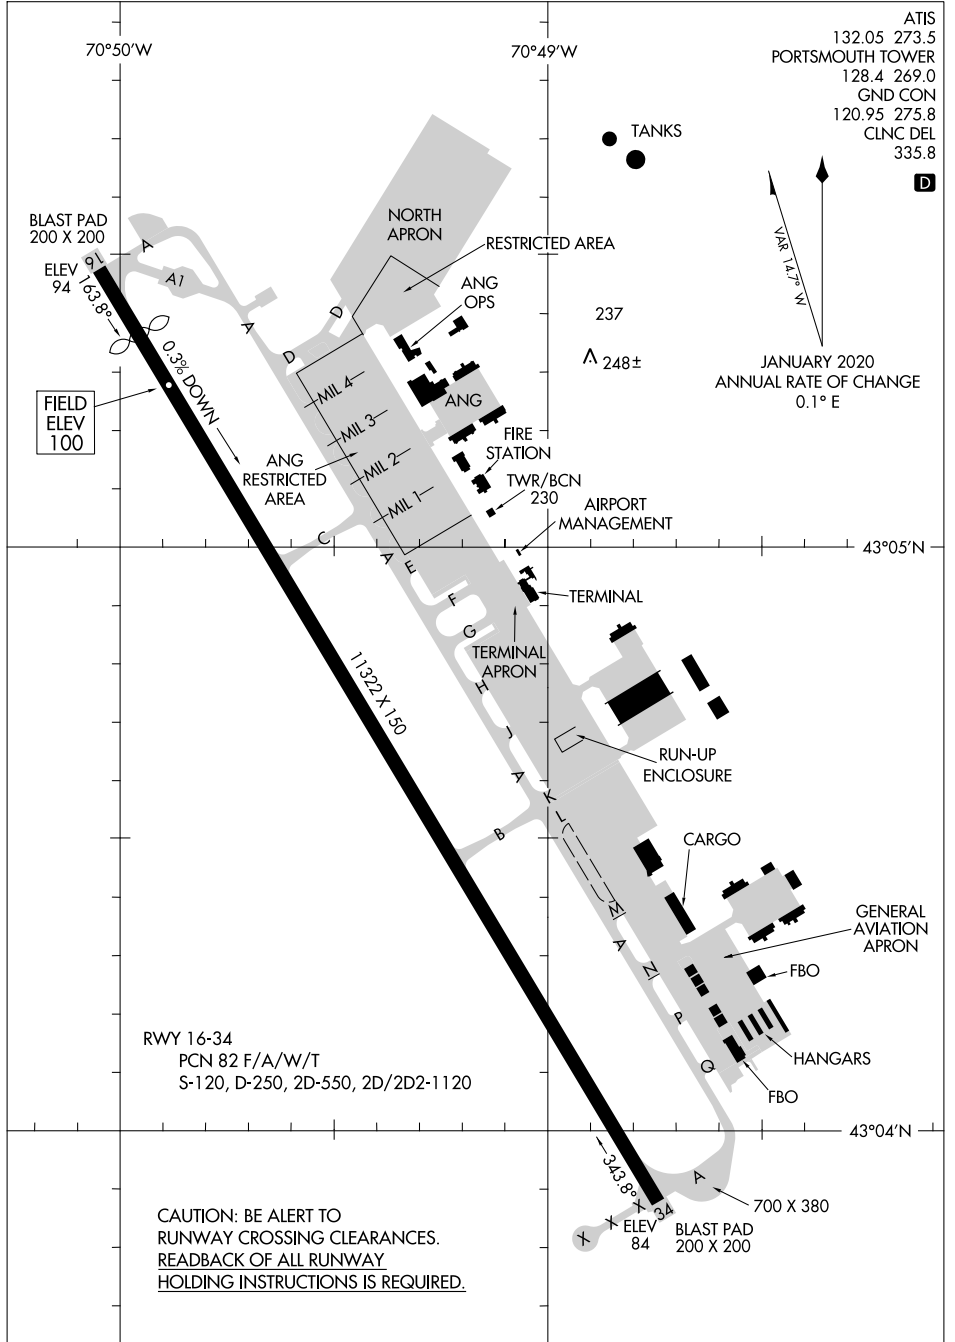 ATIS
132.05 273.5
PORTSMOUTH TOWER
128.4 269.0
GND CON
120.95 275.8
CLNC DEL
335.8
D
70°50'W
70°49'W
TANKS
VAR 14.7° W
JANUARY 2020
ANNUAL RATE OF CHANGE
0.1° E
NORTH
APRON
RESTRICTED AREA
ANG
OPS
BLAST PAD
200 X 200
A
16
ELEV
94
A1
163.8°
A
D
D
237
248±
0.3% DOWN
FIELD
ELEV
100
MIL 4
MIL 3
MIL 2
MIL 1
ANG
ANG
RESTRICTED
AREA
FIRE
STATION
TWR/BCN
230
AIRPORT
MANAGEMENT
C
A
E
43°05'N
F
G
TERMINAL
TERMINAL
APRON
H
11322 X 150
J
A
RUN-UP
ENCLOSURE
K
L
B
CARGO
M
A
N
GENERAL
AVIATION
APRON
FBO
P
Q
HANGARS
FBO
RWY 16-34
PCN 82 F/A/W/T
S-120, D-250, 2D-550, 2D/2D2-1120
43°04'N
343.8°
A
700 X 380
34
X
X
X
ELEV
84
BLAST PAD
200 X 200
CAUTION: BE ALERT TO
RUNWAY CROSSING CLEARANCES.
READBACK OF ALL RUNWAY
HOLDING INSTRUCTIONS IS REQUIRED.